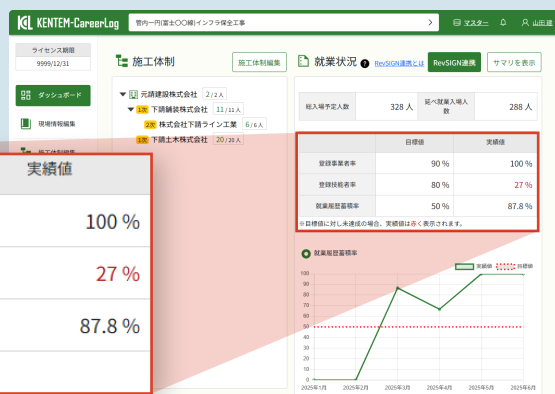 KENTEM-CareerLog
管内一円(富士〇〇線)インフラ保全工事
マスター
山田 建
ライセンス期限
9999/12/31
ダッシュボード
現場情報編集
施工体制
施工体制編集
元請建設株式会社 2 / 2 人
1次 下請舗装株式会社 11 / 11 人
2次 株式会社下請ライン工業 6 / 6 人
1次 下請土木株式会社 20 / 20 人
就業状況 ?
RevSIGN連携とは
RevSIGN連携
サマリを表示
総入場予定人数 328 人 延べ就業入場人数 288 人
目標値 実績値
登録事業者率 90 % 100 %
登録技能者率 80 % 27 %
就業履歴蓄積率 50 % 87.8 %
※目標値に対し未達成の場合、実績値は赤く表示されます。
実績値
100 %
27 %
87.8 %
就業履歴蓄積率
実績値 目標値
100
90
80
70
60
50
40
30
20
10
0
2025年1月 2025年2月 2025年3月 2025年4月 2025年5月 2025年6月